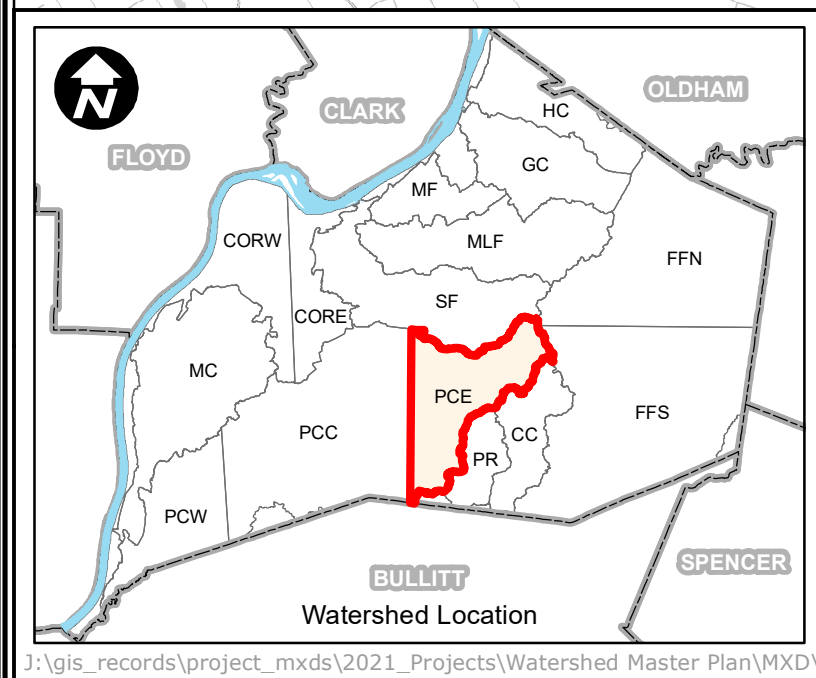 N
OLDHAM
CLARK
HC
FLOYD
GC
MF
CORW
MLF
FFN
SF
CORE
MC
PCE
FFS
PCC
CC
PR
PCW
SPENCER
BULLITT
Watershed Location
J:\gis_records\project_mxds\2021_Projects\Watershed Master Plan\MXD\